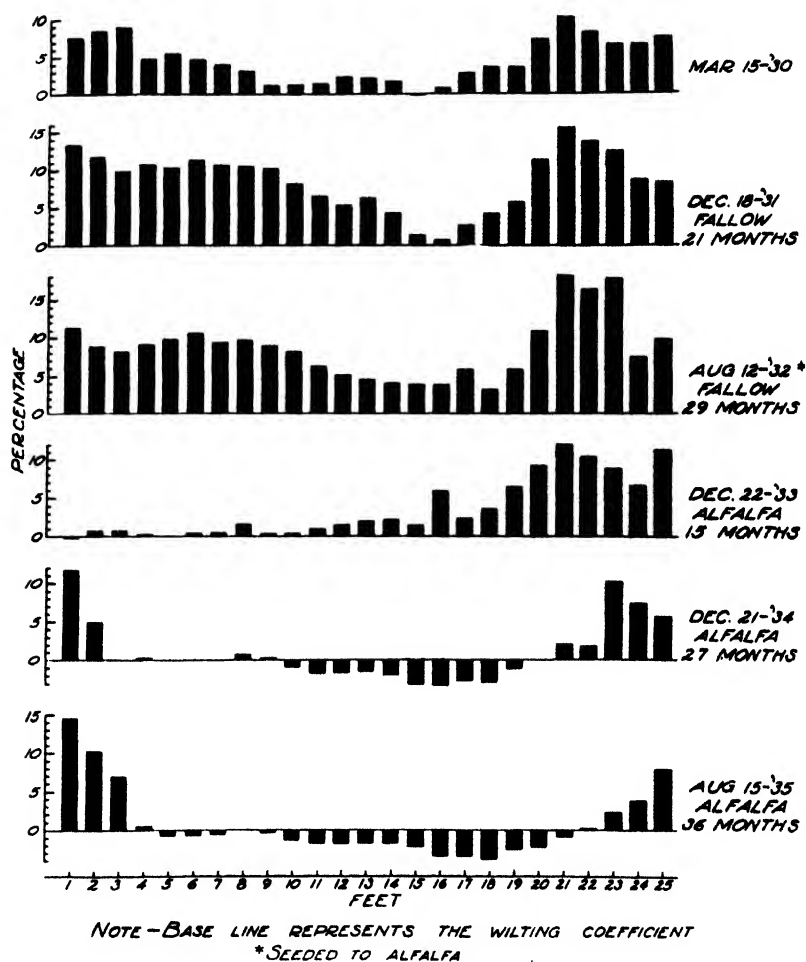 10
5
0
MAR 15-'30
15
10
5
0
DEC. 18-'31
FALLOW
21 MONTHS
15
10
5
0
AUG 12-'32 *
FALLOW
29 MONTHS
PERCENTAGE
10
5
0
DEC. 22-'33
ALFALFA
15 MONTHS
10
5
0
DEC. 21-'34
ALFALFA
27 MONTHS
15
10
5
0
AUG 15-'35
ALFALFA
36 MONTHS
1 2 3 4 5 6 7 8 9 10 11 12 13 14 15 16 17 18 19 20 21 22 23 24 25
FEET
NOTE - BASE LINE REPRESENTS THE WILTING COEFFICIENT
* SEEDED TO ALFALFA